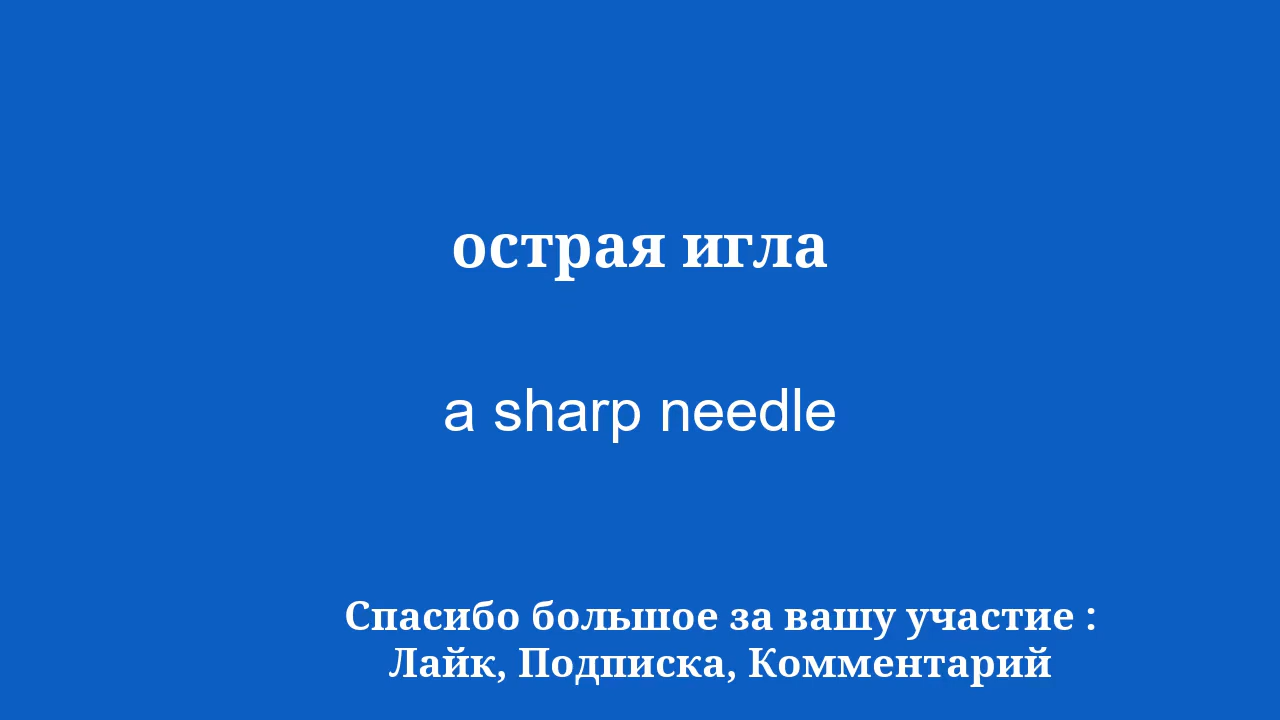 острая игла
a sharp needle
Спасибо большое за вашу участие :
Лайк, Подписка, Комментарий